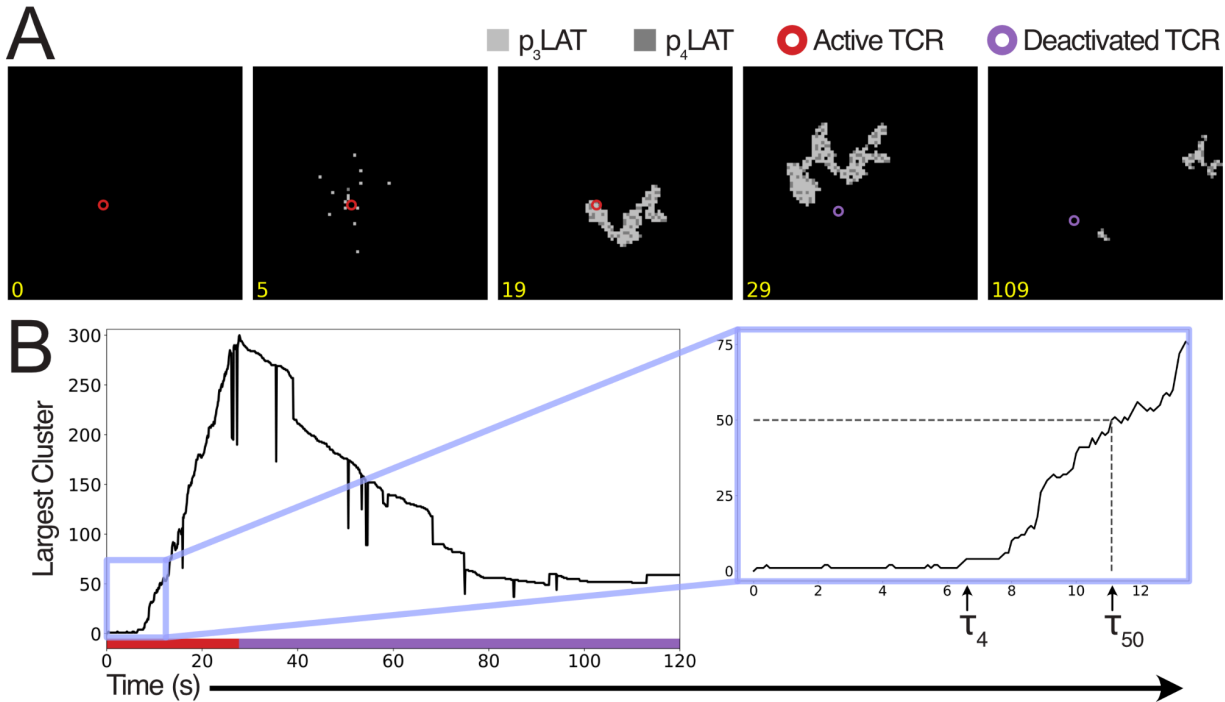 A
p₃LAT p₄LAT Active TCR Deactivated TCR
0 5 19 29 109
B
300
250
200
150
100
50
0
Largest Cluster
0 20 40 60 80 100 120
Time (s)
75
50
25
0
0 2 4 6 8 10 12
τ₄ τ₅₀